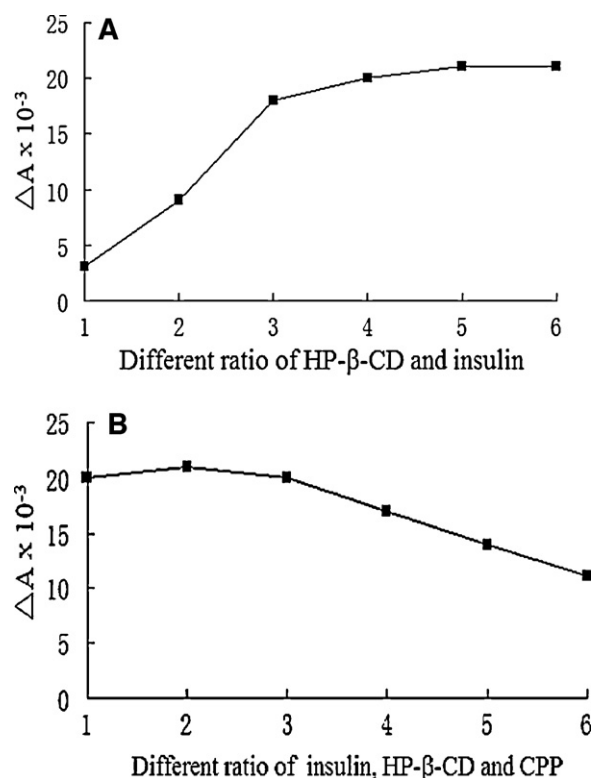 A
25
20
15
10
5
0
△A x 10-3
1 2 3 4 5 6
Different ratio of HP-β-CD and insulin
B
25
20
15
10
5
0
△A x 10-3
1 2 3 4 5 6
Different ratio of insulin, HP-β-CD and CPP